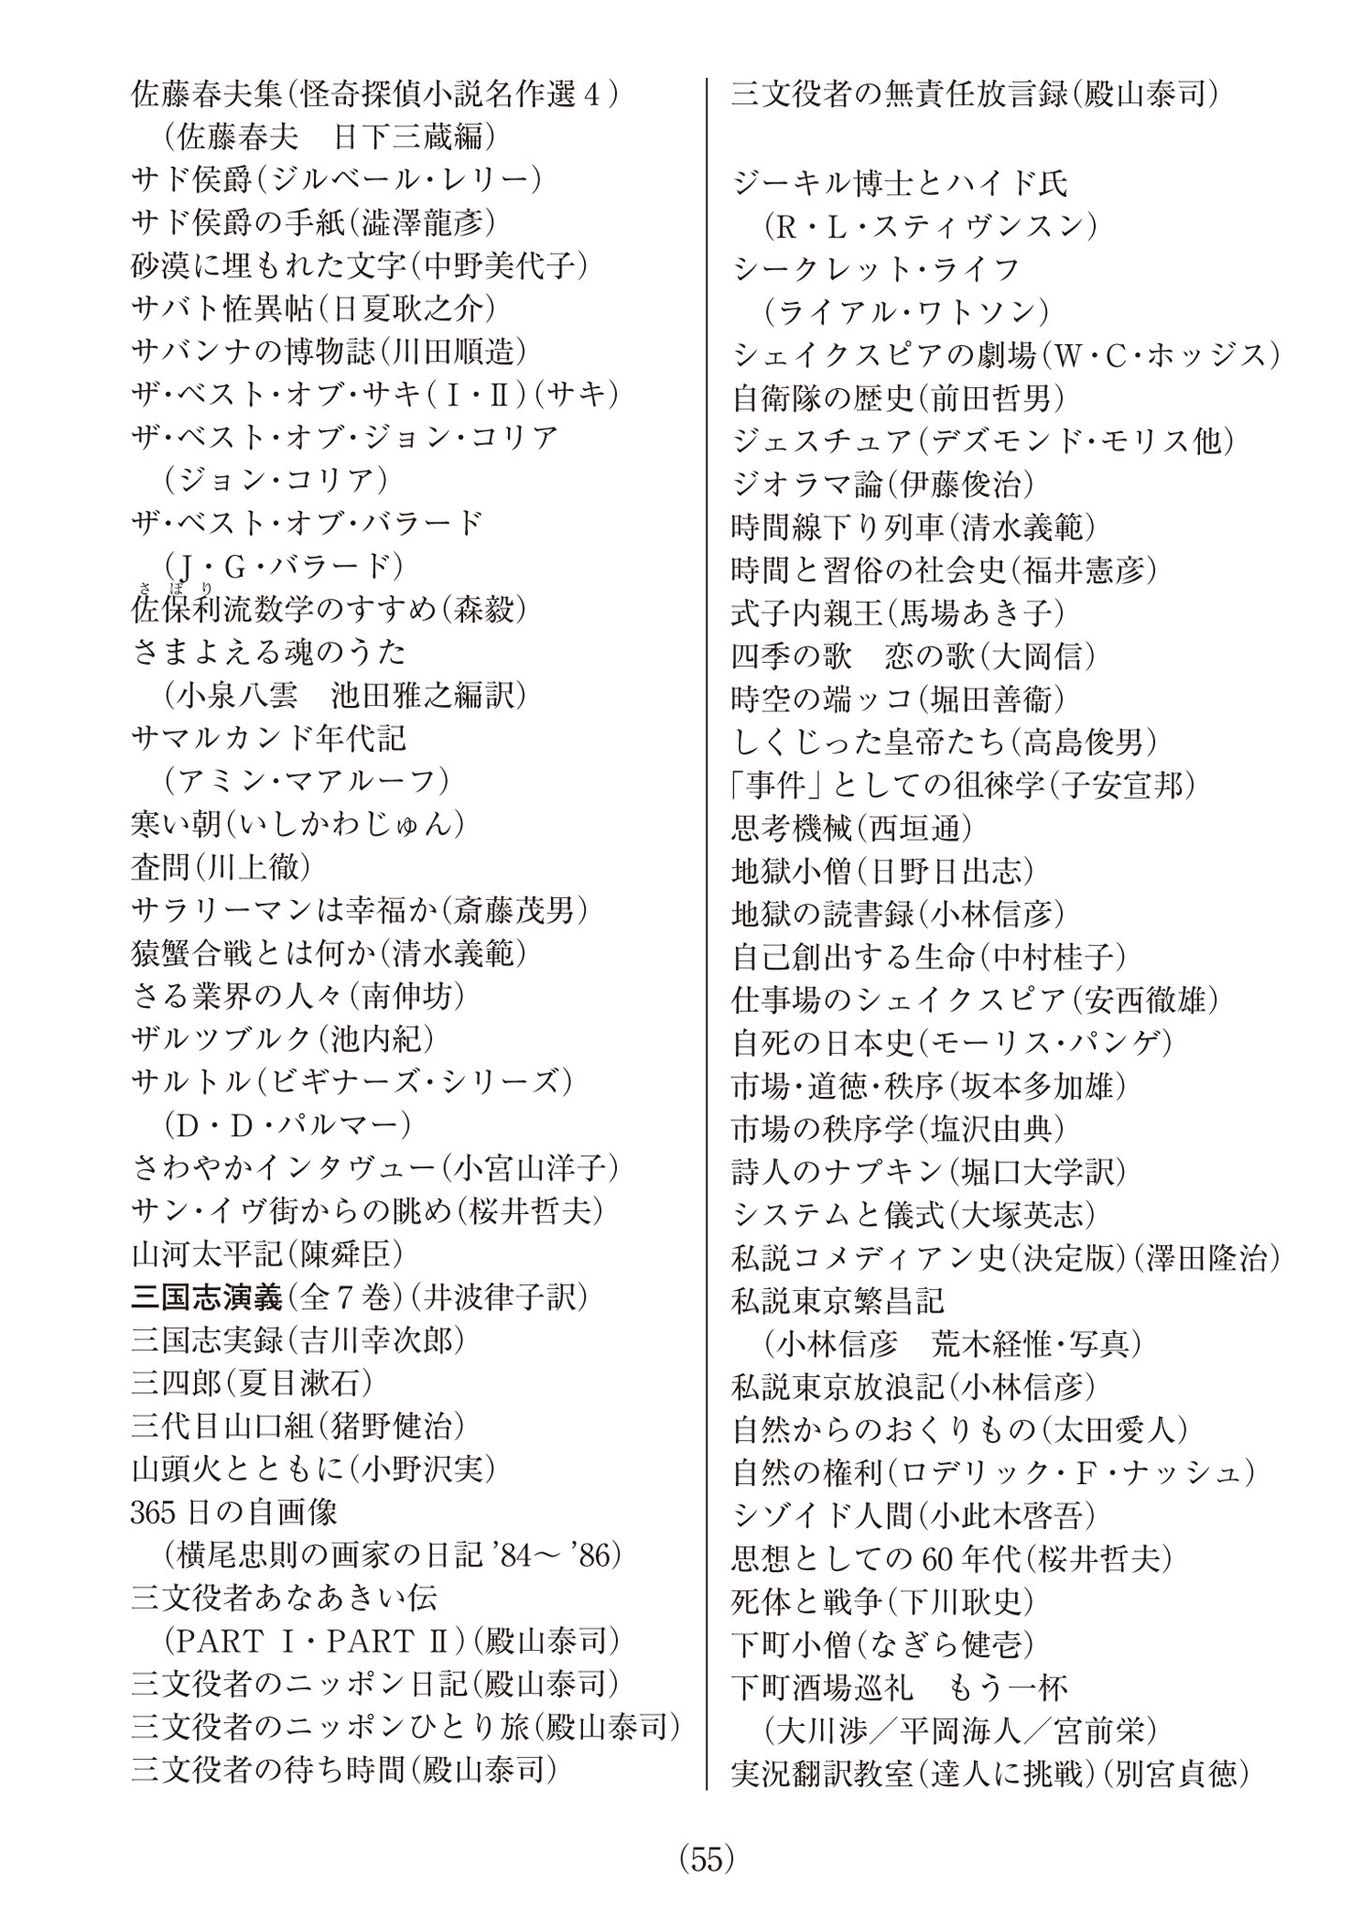 佐藤春夫集(怪奇探偵小説名作選４)
(佐藤春夫　日下三蔵編)
サド侯爵(ジルベール・レリー)
サド侯爵の手紙(澁澤龍彥)
砂漠に埋もれた文字(中野美代子)
サバト恠異帖(日夏耿之介)
サバンナの博物誌(川田順造)
ザ・ベスト・オブ・サキ(Ⅰ・Ⅱ)(サキ)
ザ・ベスト・オブ・ジョン・コリア
(ジョン・コリア)
ザ・ベスト・オブ・バラード
(J・G・バラード)
さぽり
佐保利流数学のすすめ(森毅)
さまよえる魂のうた
(小泉八雲　池田雅之編訳)
サマルカンド年代記
(アミン・マアルーフ)
寒い朝(いしかわじゅん)
査問(川上徹)
サラリーマンは幸福か(斎藤茂男)
猿蟹合戦とは何か(清水義範)
さる業界の人々(南伸坊)
ザルツブルク(池内紀)
サルトル(ビギナーズ・シリーズ)
(D・D・パルマー)
さわやかインタヴュー(小宮山洋子)
サン・イヴ街からの眺め(桜井哲夫)
山河太平記(陳舜臣)
三国志演義(全７巻)(井波律子訳)
三国志実録(吉川幸次郎)
三四郎(夏目漱石)
三代目山口組(猪野健治)
山頭火とともに(小野沢実)
365日の自画像
(横尾忠則の画家の日記’84〜’86)
三文役者あなあきい伝
(PART Ⅰ・PART Ⅱ)(殿山泰司)
三文役者のニッポン日記(殿山泰司)
三文役者のニッポンひとり旅(殿山泰司)
三文役者の待ち時間(殿山泰司)
三文役者の無責任放言録(殿山泰司)
ジーキル博士とハイド氏
(R・L・スティヴンスン)
シークレット・ライフ
(ライアル・ワトソン)
シェイクスピアの劇場(W・C・ホッジス)
自衛隊の歴史(前田哲男)
ジェスチュア(デズモンド・モリス他)
ジオラマ論(伊藤俊治)
時間線下り列車(清水義範)
時間と習俗の社会史(福井憲彦)
式子内親王(馬場あき子)
四季の歌　恋の歌(大岡信)
時空の端ッコ(堀田善衞)
しくじった皇帝たち(高島俊男)
「事件」としての徂徠学(子安宣邦)
思考機械(西垣通)
地獄小僧(日野日出志)
地獄の読書録(小林信彦)
自己創出する生命(中村桂子)
仕事場のシェイクスピア(安西徹雄)
自死の日本史(モーリス・パンゲ)
市場・道徳・秩序(坂本多加雄)
市場の秩序学(塩沢由典)
詩人のナプキン(堀口大学訳)
システムと儀式(大塚英志)
私説コメディアン史(決定版)(澤田隆治)
私説東京繁昌記
(小林信彦　荒木経惟・写真)
私説東京放浪記(小林信彦)
自然からのおくりもの(太田愛人)
自然の権利(ロデリック・F・ナッシュ)
シゾイド人間(小此木啓吾)
思想としての60年代(桜井哲夫)
死体と戦争(下川耿史)
下町小僧(なぎら健壱)
下町酒場巡礼　もう一杯
(大川渉／平岡海人／宮前栄)
実況翻訳教室(達人に挑戦)(別宮貞徳)
(55)